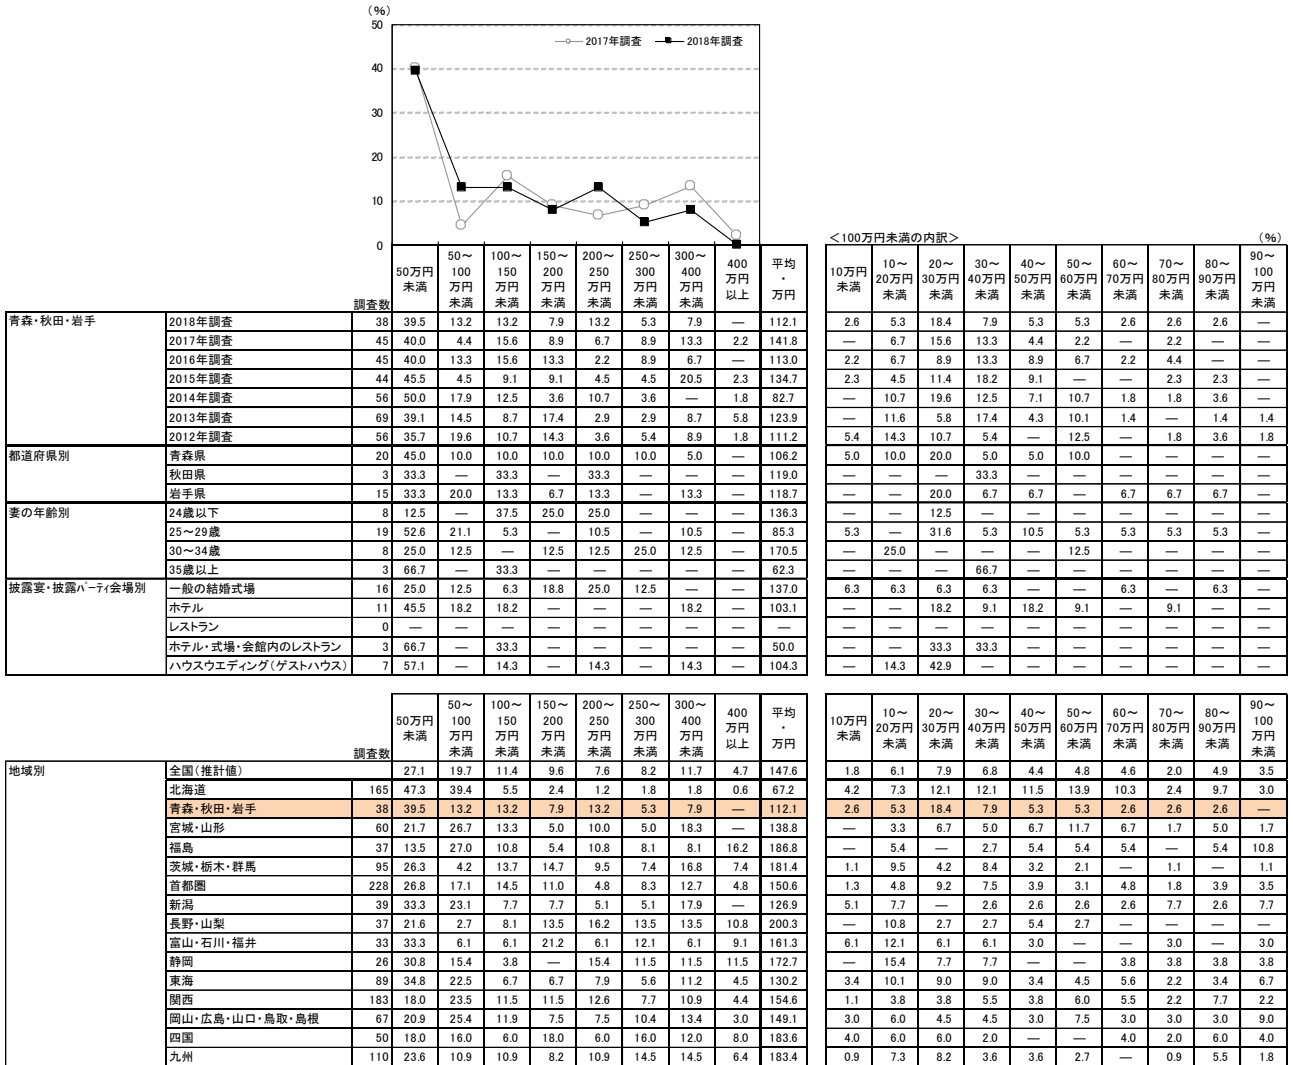 (%)
50
40
30
20
10
0
2017年調査 2018年調査
<100万円未満の内訳> (%)
調査数 50万円未満 50～100万円未満 100～150万円未満 150～200万円未満 200～250万円未満 250～300万円未満 300～400万円未満 400万円以上 平均・万円 10万円未満 10～20万円未満 20～30万円未満 30～40万円未満 40～50万円未満 50～60万円未満 60～70万円未満 70～80万円未満 80～90万円未満 90～100万円未満
青森・秋田・岩手 2018年調査 38 39.5 13.2 13.2 7.9 13.2 5.3 7.9 — 112.1 2.6 5.3 18.4 7.9 5.3 5.3 2.6 2.6 2.6 —
2017年調査 45 40.0 4.4 15.6 8.9 6.7 8.9 13.3 2.2 141.8 — 6.7 15.6 13.3 4.4 2.2 — 2.2 — —
2016年調査 45 40.0 13.3 15.6 13.3 2.2 8.9 6.7 — 113.0 2.2 6.7 8.9 13.3 8.9 6.7 2.2 4.4 — —
2015年調査 44 45.5 4.5 9.1 9.1 4.5 4.5 20.5 2.3 134.7 2.3 4.5 11.4 18.2 9.1 — — 2.3 2.3 —
2014年調査 56 50.0 17.9 12.5 3.6 10.7 3.6 — 1.8 82.7 — 10.7 19.6 12.5 7.1 10.7 1.8 1.8 3.6 —
2013年調査 69 39.1 14.5 8.7 17.4 2.9 2.9 8.7 5.8 123.9 — 11.6 5.8 17.4 4.3 10.1 1.4 — 1.4 1.4
2012年調査 56 35.7 19.6 10.7 14.3 3.6 5.4 8.9 1.8 111.2 5.4 14.3 10.7 5.4 — 12.5 — 1.8 3.6 1.8
都道府県別 青森県 20 45.0 10.0 10.0 10.0 10.0 10.0 5.0 — 106.2 5.0 10.0 20.0 5.0 5.0 10.0 — — — —
秋田県 3 33.3 — 33.3 — 33.3 — — — 119.0 — — — 33.3 — — — — — —
岩手県 15 33.3 20.0 13.3 6.7 13.3 — 13.3 — 118.7 — — 20.0 6.7 6.7 — 6.7 6.7 6.7 —
妻の年齢別 24歳以下 8 12.5 — 37.5 25.0 25.0 — — — 136.3 — — 12.5 — — — — — — —
25～29歳 19 52.6 21.1 5.3 — 10.5 — 10.5 — 85.3 5.3 — 31.6 5.3 10.5 5.3 5.3 5.3 5.3 —
30～34歳 8 25.0 12.5 — 12.5 12.5 25.0 12.5 — 170.5 — 25.0 — — — 12.5 — — — —
35歳以上 3 66.7 — 33.3 — — — — — 62.3 — — — 66.7 — — — — — —
披露宴・披露パーティ会場別 一般の結婚式場 16 25.0 12.5 6.3 18.8 25.0 12.5 — — 137.0 6.3 6.3 6.3 6.3 — — 6.3 — 6.3 —
ホテル 11 45.5 18.2 18.2 — — — 18.2 — 103.1 — — 18.2 9.1 18.2 9.1 — 9.1 — —
レストラン 0 — — — — — — — — — — — — — — — — — — —
ホテル・式場・会館内のレストラン 3 66.7 — 33.3 — — — — — 50.0 — — 33.3 33.3 — — — — — —
ハウスウエディング(ゲストハウス) 7 57.1 — 14.3 — 14.3 — 14.3 — 104.3 — 14.3 42.9 — — — — — — —
調査数 50万円未満 50～100万円未満 100～150万円未満 150～200万円未満 200～250万円未満 250～300万円未満 300～400万円未満 400万円以上 平均・万円 10万円未満 10～20万円未満 20～30万円未満 30～40万円未満 40～50万円未満 50～60万円未満 60～70万円未満 70～80万円未満 80～90万円未満 90～100万円未満
地域別 全国(推計値) 27.1 19.7 11.4 9.6 7.6 8.2 11.7 4.7 147.6 1.8 6.1 7.9 6.8 4.4 4.8 4.6 2.0 4.9 3.5
北海道 165 47.3 39.4 5.5 2.4 1.2 1.8 1.8 0.6 67.2 4.2 7.3 12.1 12.1 11.5 13.9 10.3 2.4 9.7 3.0
青森・秋田・岩手 38 39.5 13.2 13.2 7.9 13.2 5.3 7.9 — 112.1 2.6 5.3 18.4 7.9 5.3 5.3 2.6 2.6 2.6 —
宮城・山形 60 21.7 26.7 13.3 5.0 10.0 5.0 18.3 — 138.8 — 3.3 6.7 5.0 6.7 11.7 6.7 1.7 5.0 1.7
福島 37 13.5 27.0 10.8 5.4 10.8 8.1 8.1 16.2 186.8 — 5.4 — 2.7 5.4 5.4 5.4 — 5.4 10.8
茨城・栃木・群馬 95 26.3 4.2 13.7 14.7 9.5 7.4 16.8 7.4 181.4 1.1 9.5 4.2 8.4 3.2 2.1 — 1.1 — 1.1
首都圏 228 26.8 17.1 14.5 11.0 4.8 8.3 12.7 4.8 150.6 1.3 4.8 9.2 7.5 3.9 3.1 4.8 1.8 3.9 3.5
新潟 39 33.3 23.1 7.7 7.7 5.1 5.1 17.9 — 126.9 5.1 7.7 — 2.6 2.6 2.6 2.6 7.7 2.6 7.7
長野・山梨 37 21.6 2.7 8.1 13.5 16.2 13.5 13.5 10.8 200.3 — 10.8 2.7 2.7 5.4 2.7 — — — —
富山・石川・福井 33 33.3 6.1 6.1 21.2 6.1 12.1 6.1 9.1 161.3 6.1 12.1 6.1 6.1 3.0 — — 3.0 — 3.0
静岡 26 30.8 15.4 3.8 — 15.4 11.5 11.5 11.5 172.7 — 15.4 7.7 7.7 — — 3.8 3.8 3.8 3.8
東海 89 34.8 22.5 6.7 6.7 7.9 5.6 11.2 4.5 130.2 3.4 10.1 9.0 9.0 3.4 4.5 5.6 2.2 3.4 6.7
関西 183 18.0 23.5 11.5 11.5 12.6 7.7 10.9 4.4 154.6 1.1 3.8 3.8 5.5 3.8 6.0 5.5 2.2 7.7 2.2
岡山・広島・山口・鳥取・島根 67 20.9 25.4 11.9 7.5 7.5 10.4 13.4 3.0 149.1 3.0 6.0 4.5 4.5 3.0 7.5 3.0 3.0 3.0 9.0
四国 50 18.0 16.0 6.0 18.0 6.0 16.0 12.0 8.0 183.6 4.0 6.0 6.0 2.0 — — 4.0 2.0 6.0 4.0
九州 110 23.6 10.9 10.9 8.2 10.9 14.5 14.5 6.4 183.4 0.9 7.3 8.2 3.6 3.6 2.7 — 0.9 5.5 1.8